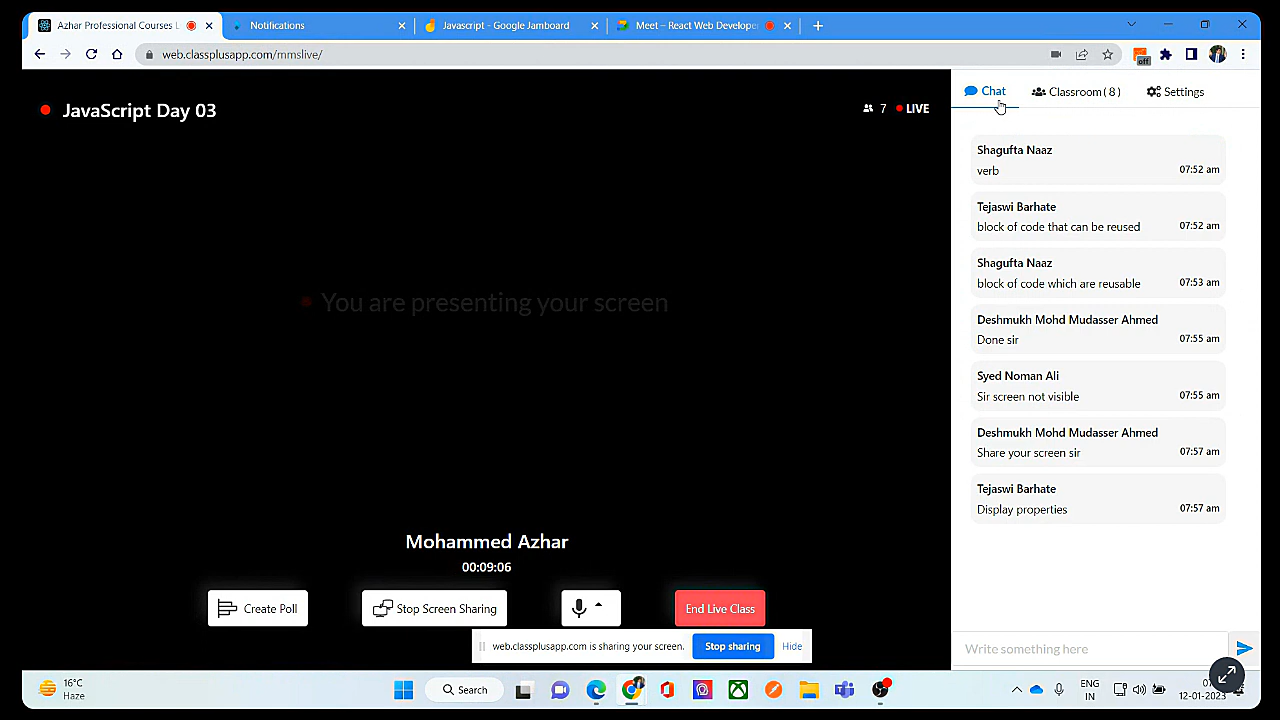 Azhar Professional Courses L
Notifications
Javascript - Google Jamboard
Meet – React Web Develope
web.classplusapp.com/mmslive/
off
JavaScript Day 03
7
LIVE
You are presenting your screen
Mohammed Azhar
00:09:06
Create Poll
Stop Screen Sharing
End Live Class
web.classplusapp.com is sharing your screen.
Stop sharing
Hide
Chat
Classroom ( 8 )
Settings
Shagufta Naaz
verb
07:52 am
Tejaswi Barhate
block of code that can be reused
07:52 am
Shagufta Naaz
block of code which are reusable
07:53 am
Deshmukh Mohd Mudasser Ahmed
Done sir
07:55 am
Syed Noman Ali
Sir screen not visible
07:55 am
Deshmukh Mohd Mudasser Ahmed
Share your screen sir
07:57 am
Tejaswi Barhate
Display properties
07:57 am
Write something here
16°C
Haze
Search
ENG
IN
12-01-2023